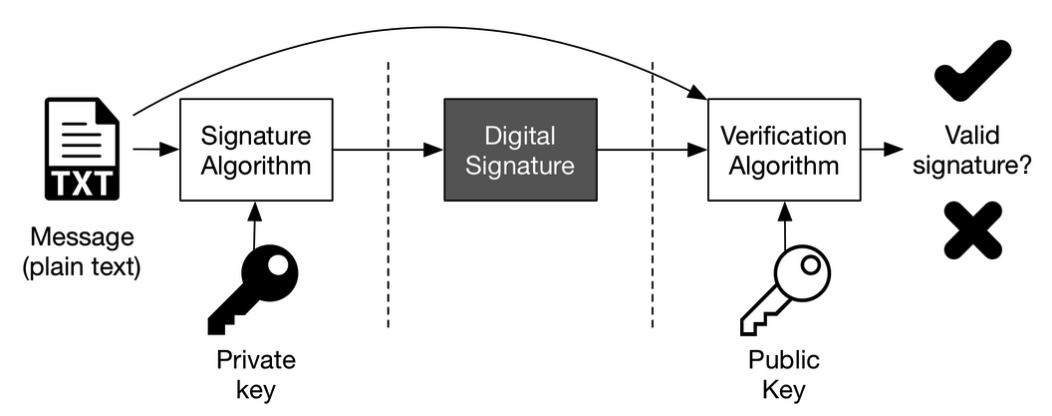 TXT
Message
(plain text)
Signature
Algorithm
Private
key
Digital
Signature
Verification
Algorithm
Public
Key
Valid
signature?